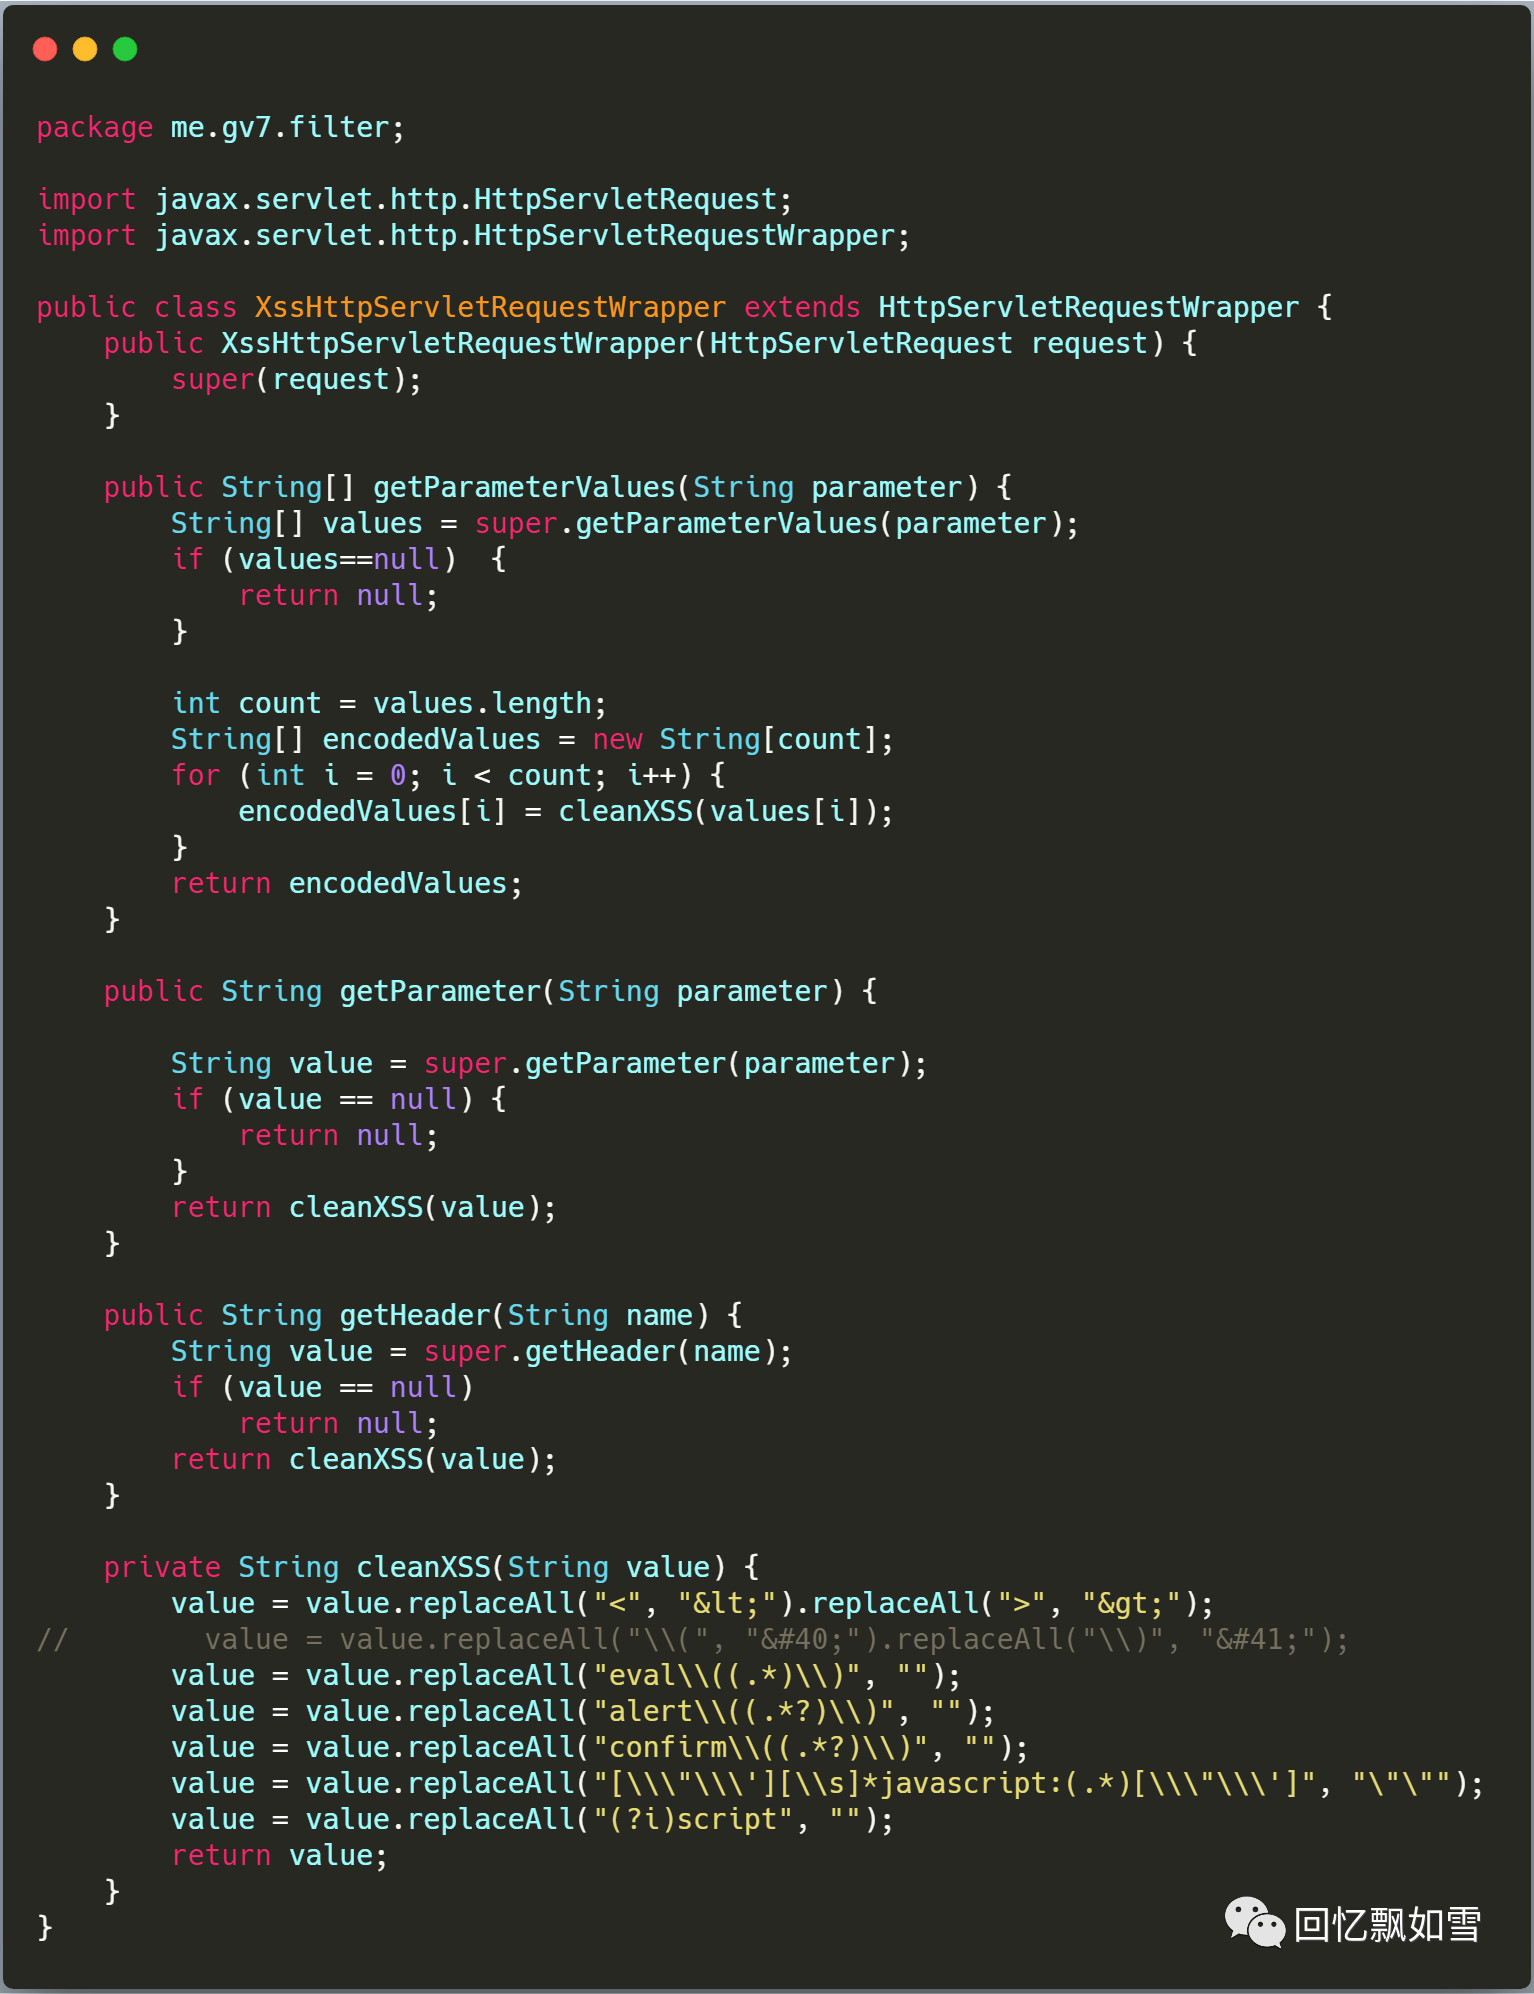 package me.gv7.filter;

import javax.servlet.http.HttpServletRequest;
import javax.servlet.http.HttpServletRequestWrapper;

public class XssHttpServletRequestWrapper extends HttpServletRequestWrapper {
    public XssHttpServletRequestWrapper(HttpServletRequest request) {
        super(request);
    }

    public String[] getParameterValues(String parameter) {
        String[] values = super.getParameterValues(parameter);
        if (values==null)  {
            return null;
        }

        int count = values.length;
        String[] encodedValues = new String[count];
        for (int i = 0; i < count; i++) {
            encodedValues[i] = cleanXSS(values[i]);
        }
        return encodedValues;
    }

    public String getParameter(String parameter) {

        String value = super.getParameter(parameter);
        if (value == null) {
            return null;
        }
        return cleanXSS(value);
    }

    public String getHeader(String name) {
        String value = super.getHeader(name);
        if (value == null)
            return null;
        return cleanXSS(value);
    }

    private String cleanXSS(String value) {
        value = value.replaceAll("<", "&lt;").replaceAll(">", "&gt;");
//        value = value.replaceAll("\\(", "&#40;").replaceAll("\\)", "&#41;");
        value = value.replaceAll("eval\\((.*)\\)", "");
        value = value.replaceAll("alert\\((.*?)\\)", "");
        value = value.replaceAll("confirm\\((.*?)\\)", "");
        value = value.replaceAll("[\\\"\\\'][\\s]*javascript:(.*)[\\\"\\\']", "\"\"");
        value = value.replaceAll("(?i)script", "");
        return value;
    }
}
回忆飘如雪